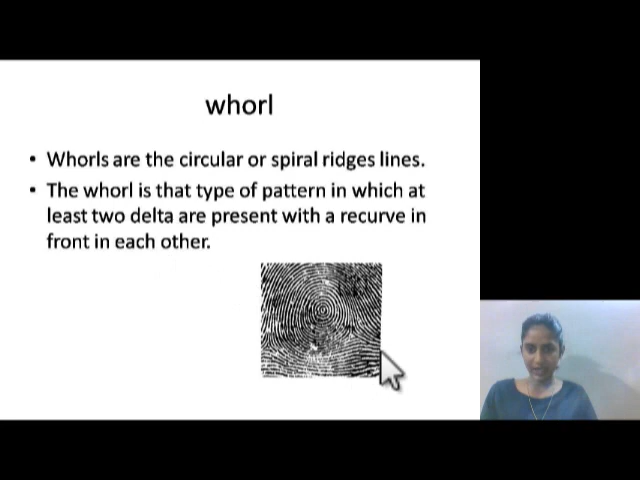 whorl
• Whorls are the circular or spiral ridges lines.
• The whorl is that type of pattern in which at
least two delta are present with a recurve in
front in each other.